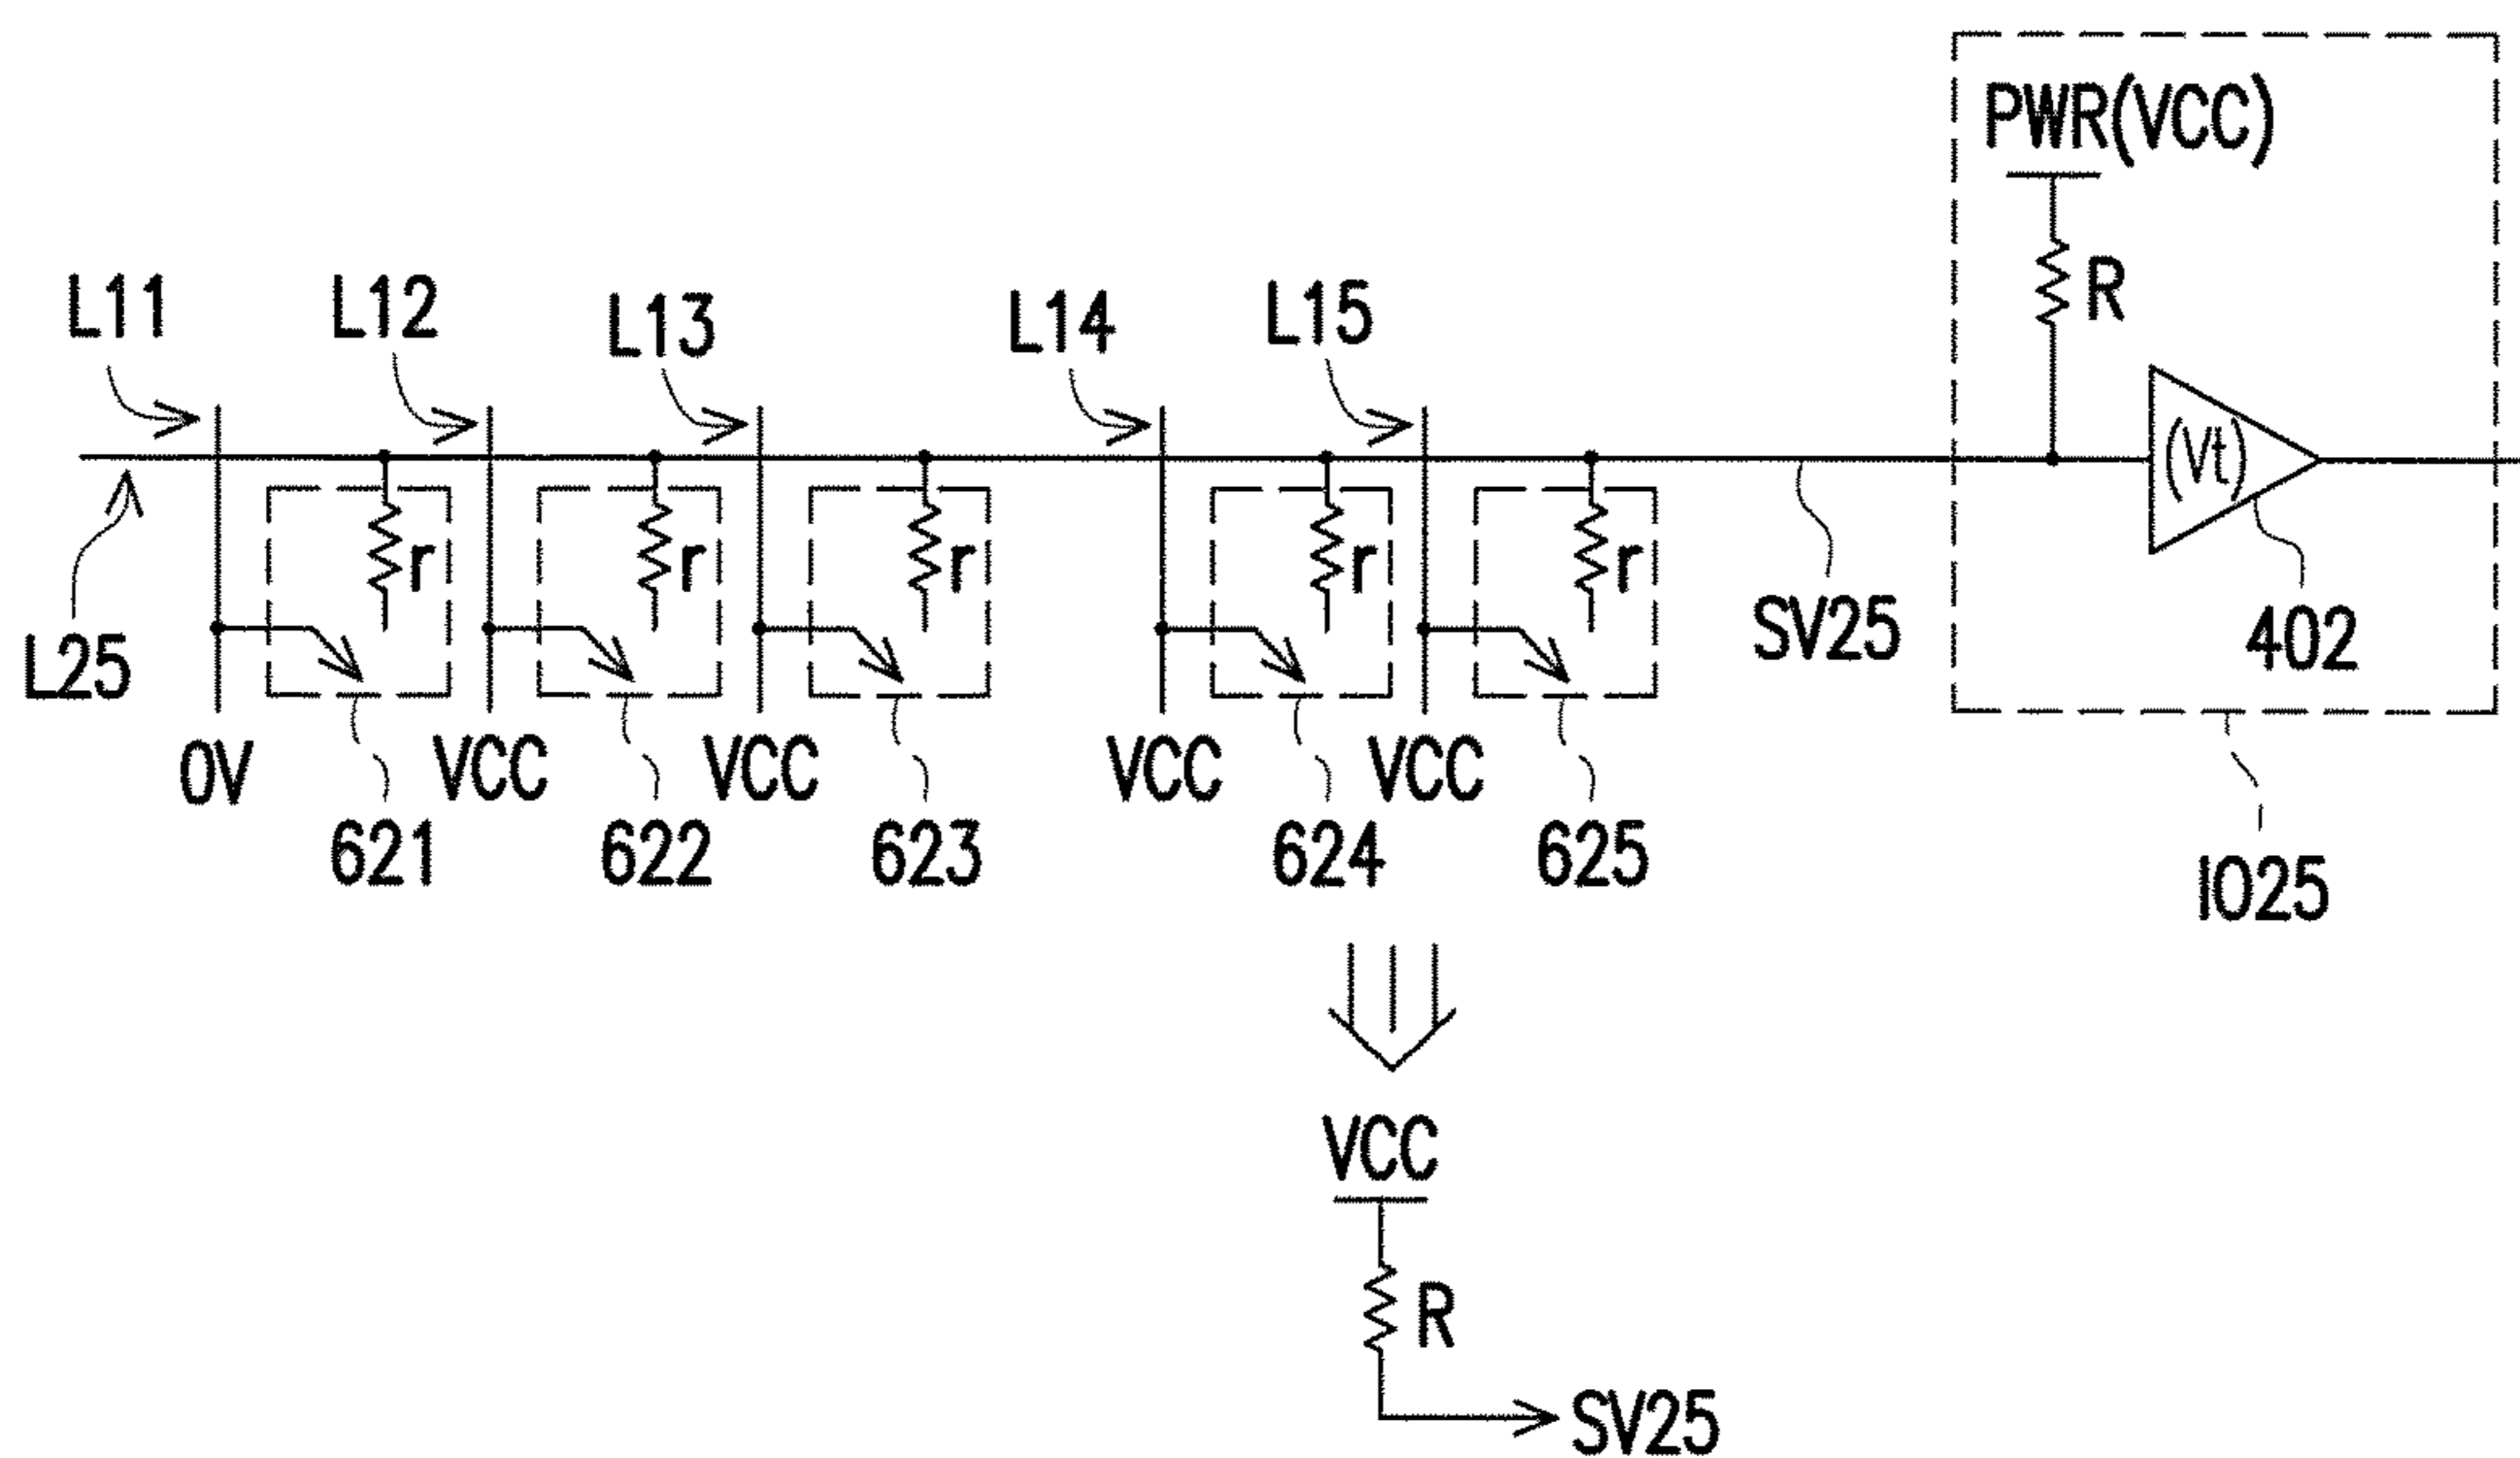 PWR(VCC)
R
L11 L12 L13 L14 L15
(Vt)
r r r r r
L25 SV25 402
0V VCC VCC VCC VCC
621 622 623 624 625
IO25
VCC
R
SV25